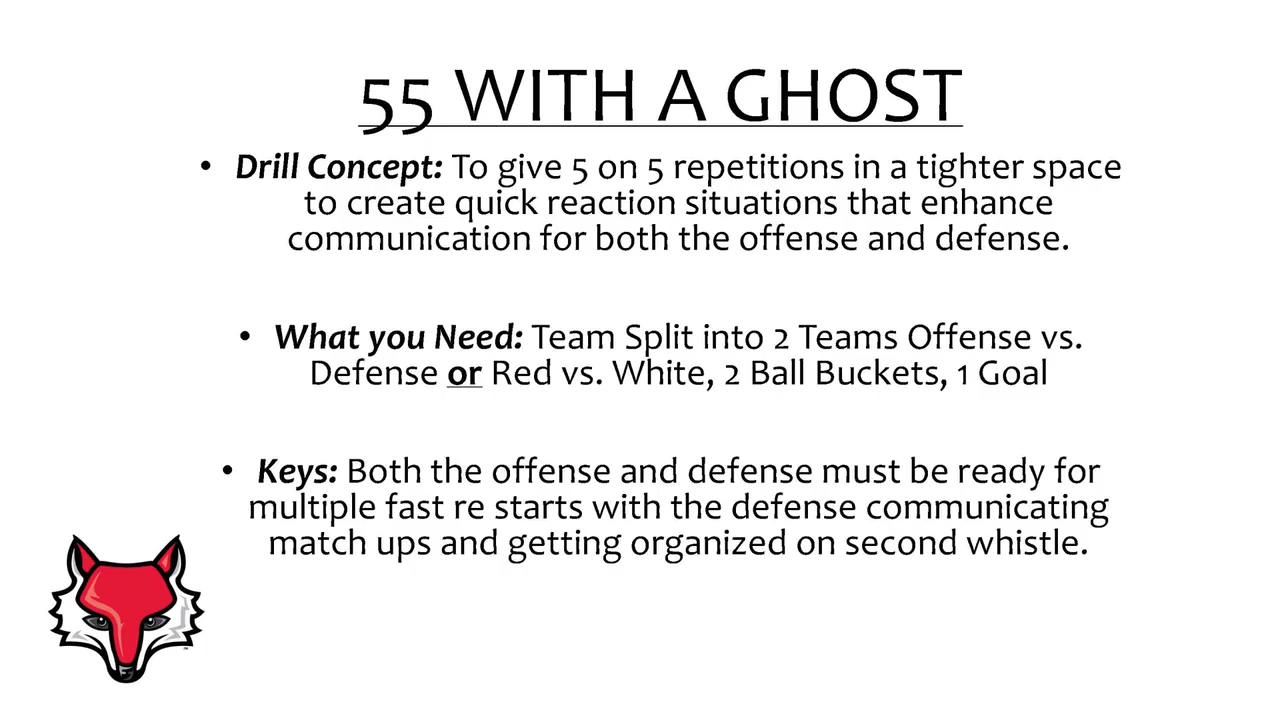 55 WITH A GHOST
• Drill Concept: To give 5 on 5 repetitions in a tighter space
to create quick reaction situations that enhance
communication for both the offense and defense.
• What you Need: Team Split into 2 Teams Offense vs.
Defense or Red vs. White, 2 Ball Buckets, 1 Goal
• Keys: Both the offense and defense must be ready for
multiple fast re starts with the defense communicating
match ups and getting organized on second whistle.